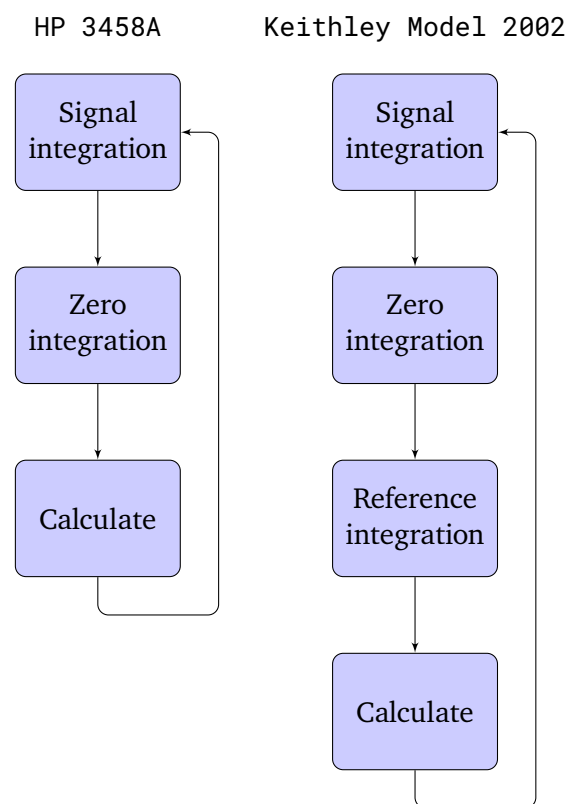 HP 3458A
Signal
integration
Zero
integration
Calculate
Keithley Model 2002
Signal
integration
Zero
integration
Reference
integration
Calculate